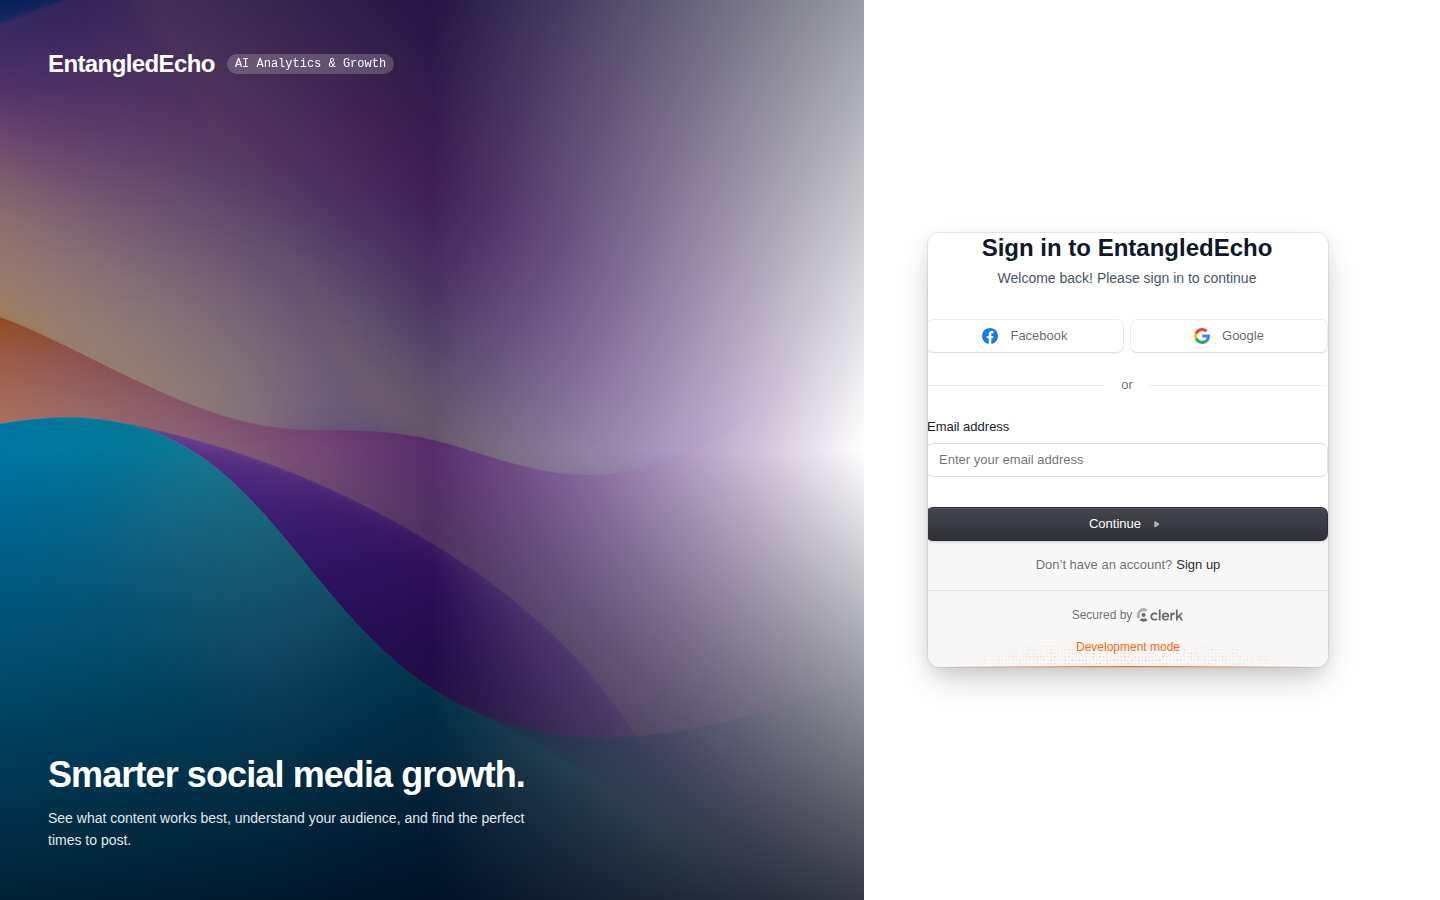 EntangledEcho
AI Analytics & Growth
Smarter social media growth.
See what content works best, understand your audience, and find the perfect
times to post.
Sign in to EntangledEcho
Welcome back! Please sign in to continue
Facebook
Google
or
Email address
Enter your email address
Continue
Don’t have an account? Sign up
Secured by clerk
Development mode